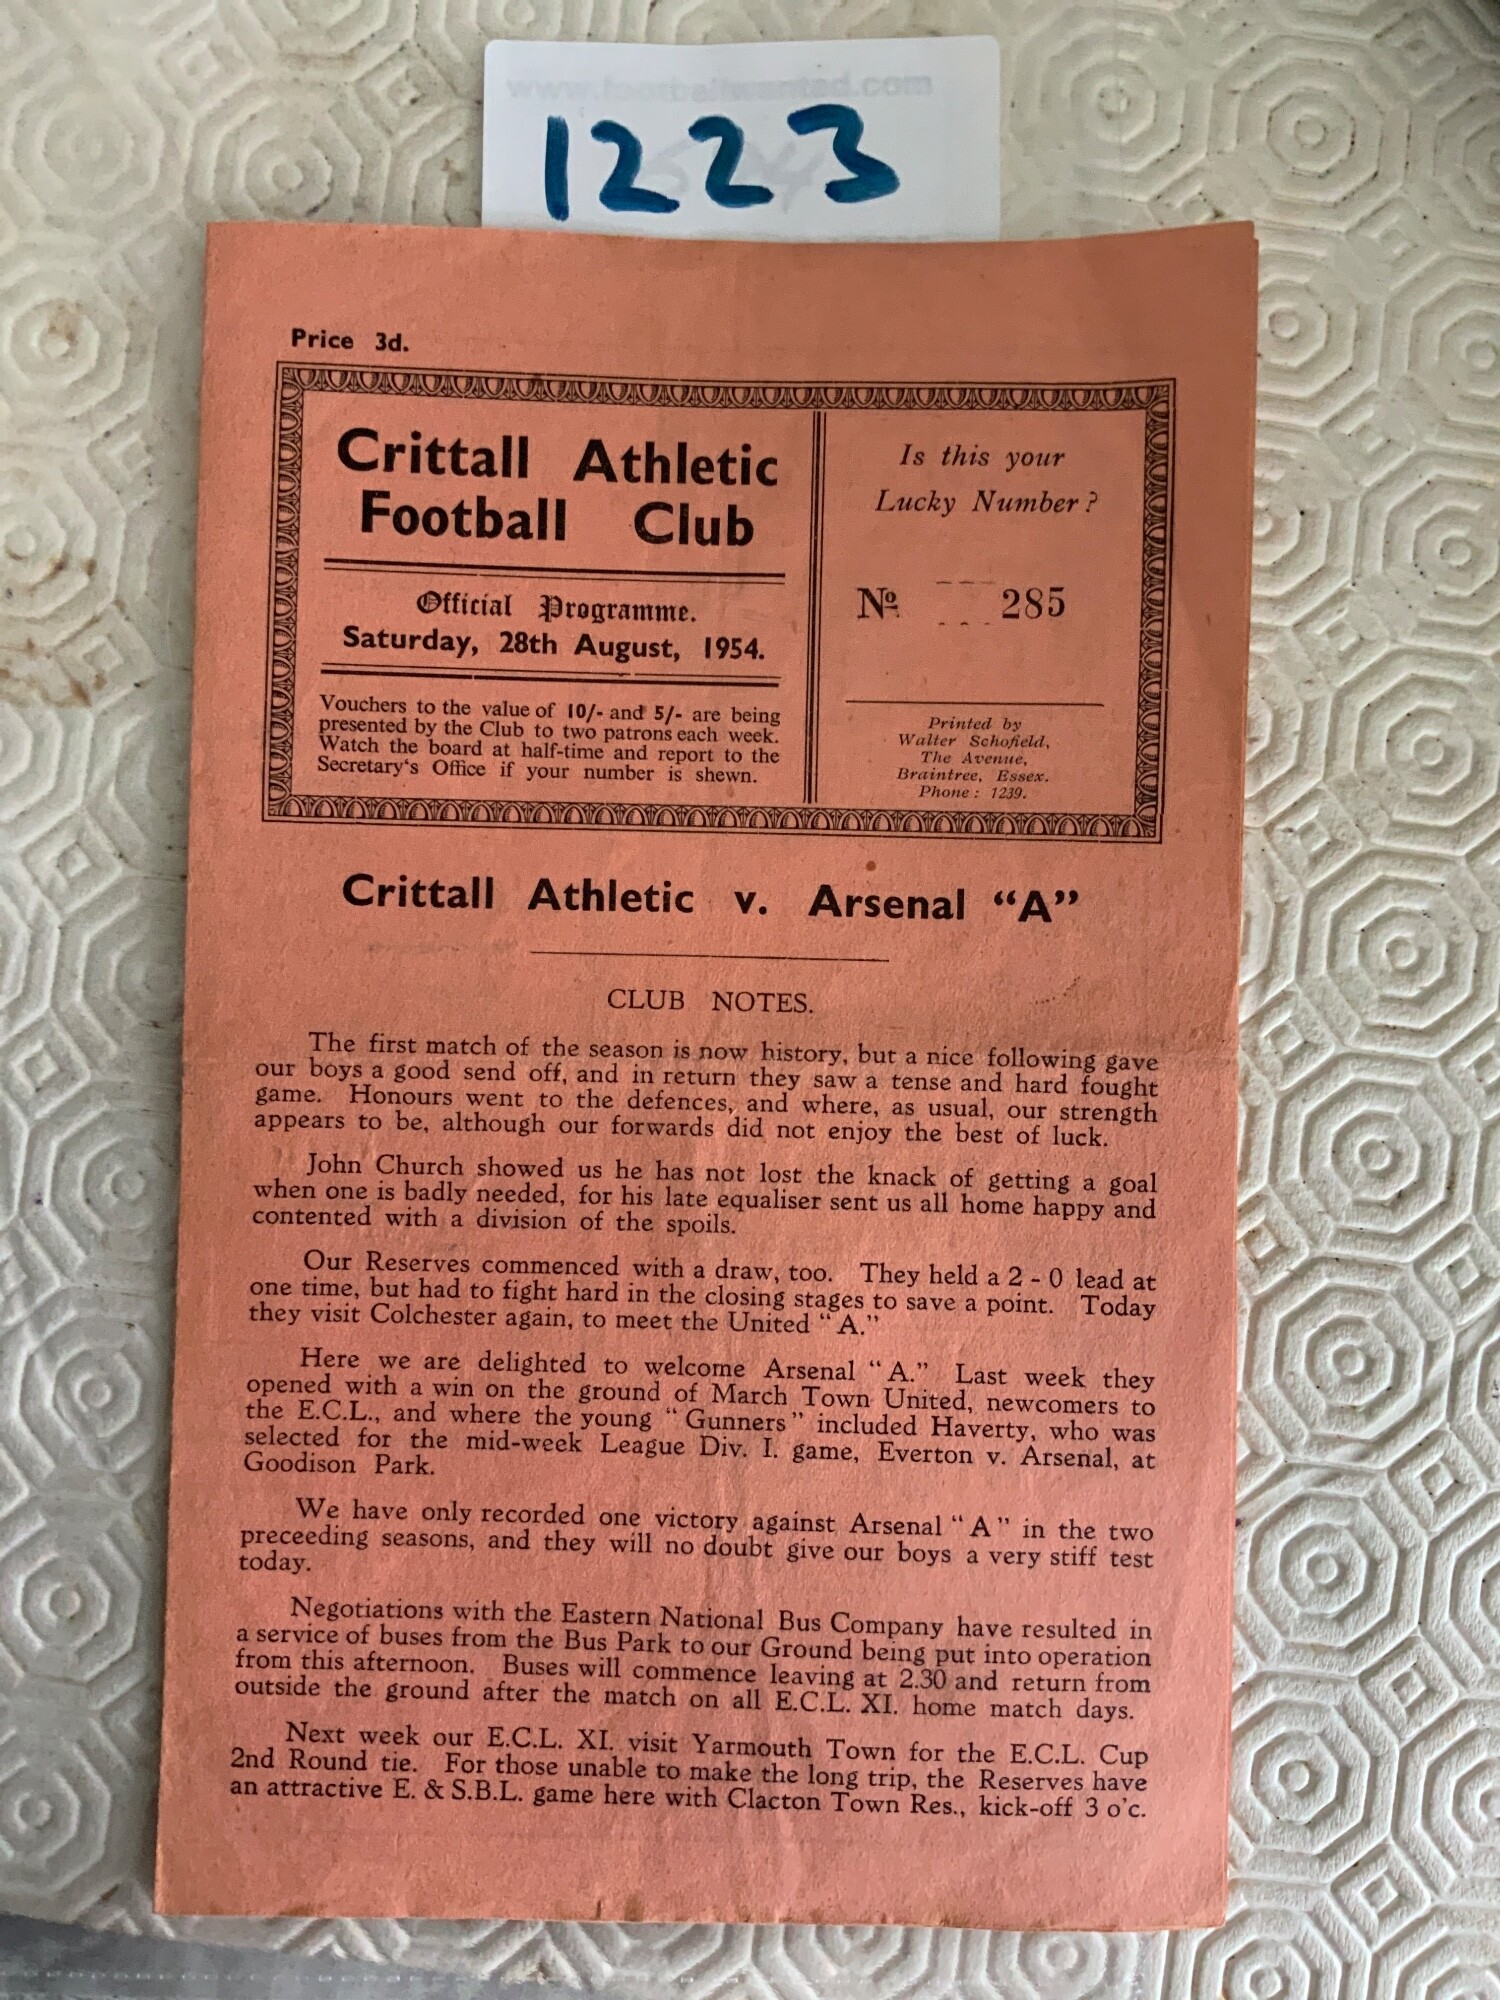 www.footballwanted.com
1223
Price 3d.
Crittall Athletic
Football Club
Official Programme.
Saturday, 28th August, 1954.
Vouchers to the value of 10/- and 5/- are being
presented by the Club to two patrons each week.
Watch the board at half-time and report to the
Secretary's Office if your number is shewn.
Is this your
Lucky Number?
Nº 285
Printed by
Walter Schofield,
The Avenue,
Braintree, Essex.
Phone : 1239.
Crittall Athletic v. Arsenal “A”
CLUB NOTES.
The first match of the season is now history, but a nice following gave
our boys a good send off, and in return they saw a tense and hard fought
game. Honours went to the defences, and where, as usual, our strength
appears to be, although our forwards did not enjoy the best of luck.
John Church showed us he has not lost the knack of getting a goal
when one is badly needed, for his late equaliser sent us all home happy and
contented with a division of the spoils.
Our Reserves commenced with a draw, too. They held a 2 - 0 lead at
one time, but had to fight hard in the closing stages to save a point. Today
they visit Colchester again, to meet the United “A.”
Here we are delighted to welcome Arsenal “A.” Last week they
opened with a win on the ground of March Town United, newcomers to
the E.C.L., and where the young “Gunners” included Haverty, who was
selected for the mid-week League Div. I. game, Everton v. Arsenal, at
Goodison Park.
We have only recorded one victory against Arsenal “A” in the two
preceeding seasons, and they will no doubt give our boys a very stiff test
today.
Negotiations with the Eastern National Bus Company have resulted in
a service of buses from the Bus Park to our Ground being put into operation
from this afternoon. Buses will commence leaving at 2.30 and return from
outside the ground after the match on all E.C.L. XI. home match days.
Next week our E.C.L. XI. visit Yarmouth Town for the E.C.L. Cup
2nd Round tie. For those unable to make the long trip, the Reserves have
an attractive E. & S.B.L. game here with Clacton Town Res., kick-off 3 o'c.